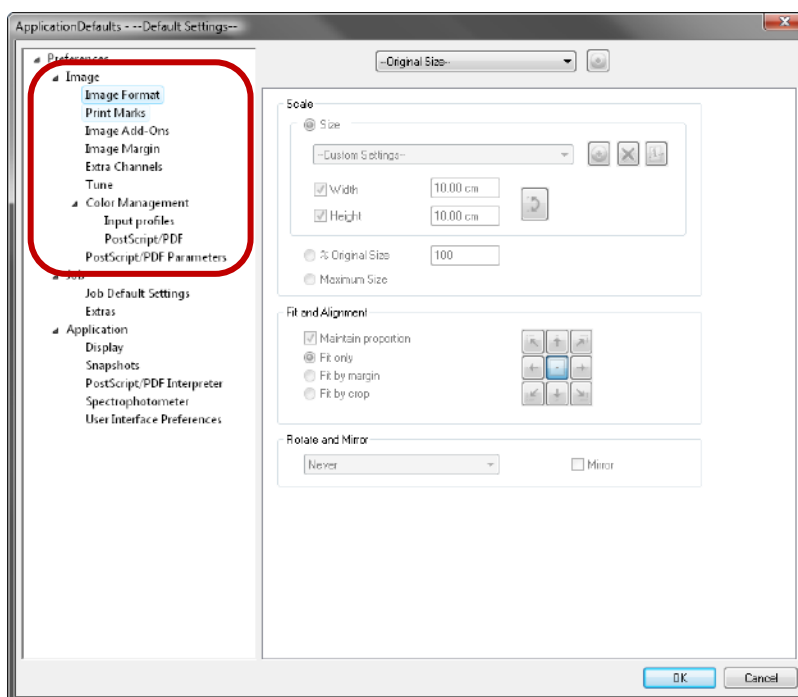 ApplicationDefaults - --Default Settings--
Preferences
Image
Image Format
Print Marks
Image Add-Ons
Image Margin
Extra Channels
Tune
Color Management
Input profiles
PostScript/PDF
PostScript/PDF Parameters
Job
Job Default Settings
Extras
Application
Display
Snapshots
PostScript/PDF Interpreter
Spectrophotometer
User Interface Preferences
--Original Size--
Scale
Size
--Custom Settings--
Width 10.00 cm
Height 10.00 cm
% Original Size 100
Maximum Size
Fit and Alignment
Maintain proportion
Fit only
Fit by margin
Fit by crop
Rotate and Mirror
Never Mirror
OK Cancel